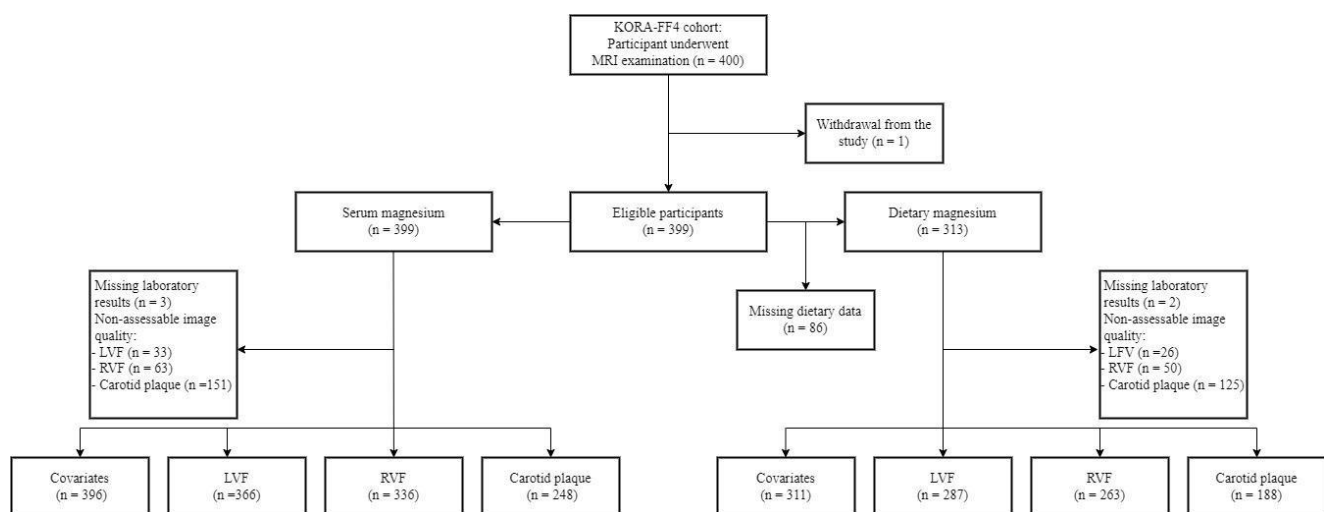 KORA-FF4 cohort:
Participant underwent
MRI examination (n = 400)
Withdrawal from the
study (n = 1)
Serum magnesium
(n = 399)
Eligible participants
(n = 399)
Dietary magnesium
(n = 313)
Missing laboratory
results (n = 3)
Non-assessable image
quality:
- LVF (n = 33)
- RVF (n = 63)
- Carotid plaque (n =151)
Missing dietary data
(n = 86)
Missing laboratory
results (n = 2)
Non-assessable image
quality:
- LFV (n =26)
- RVF (n = 50)
- Carotid plaque (n = 125)
Covariates
(n = 396)
LVF
(n =366)
RVF
(n = 336)
Carotid plaque
(n = 248)
Covariates
(n = 311)
LVF
(n = 287)
RVF
(n = 263)
Carotid plaque
(n = 188)